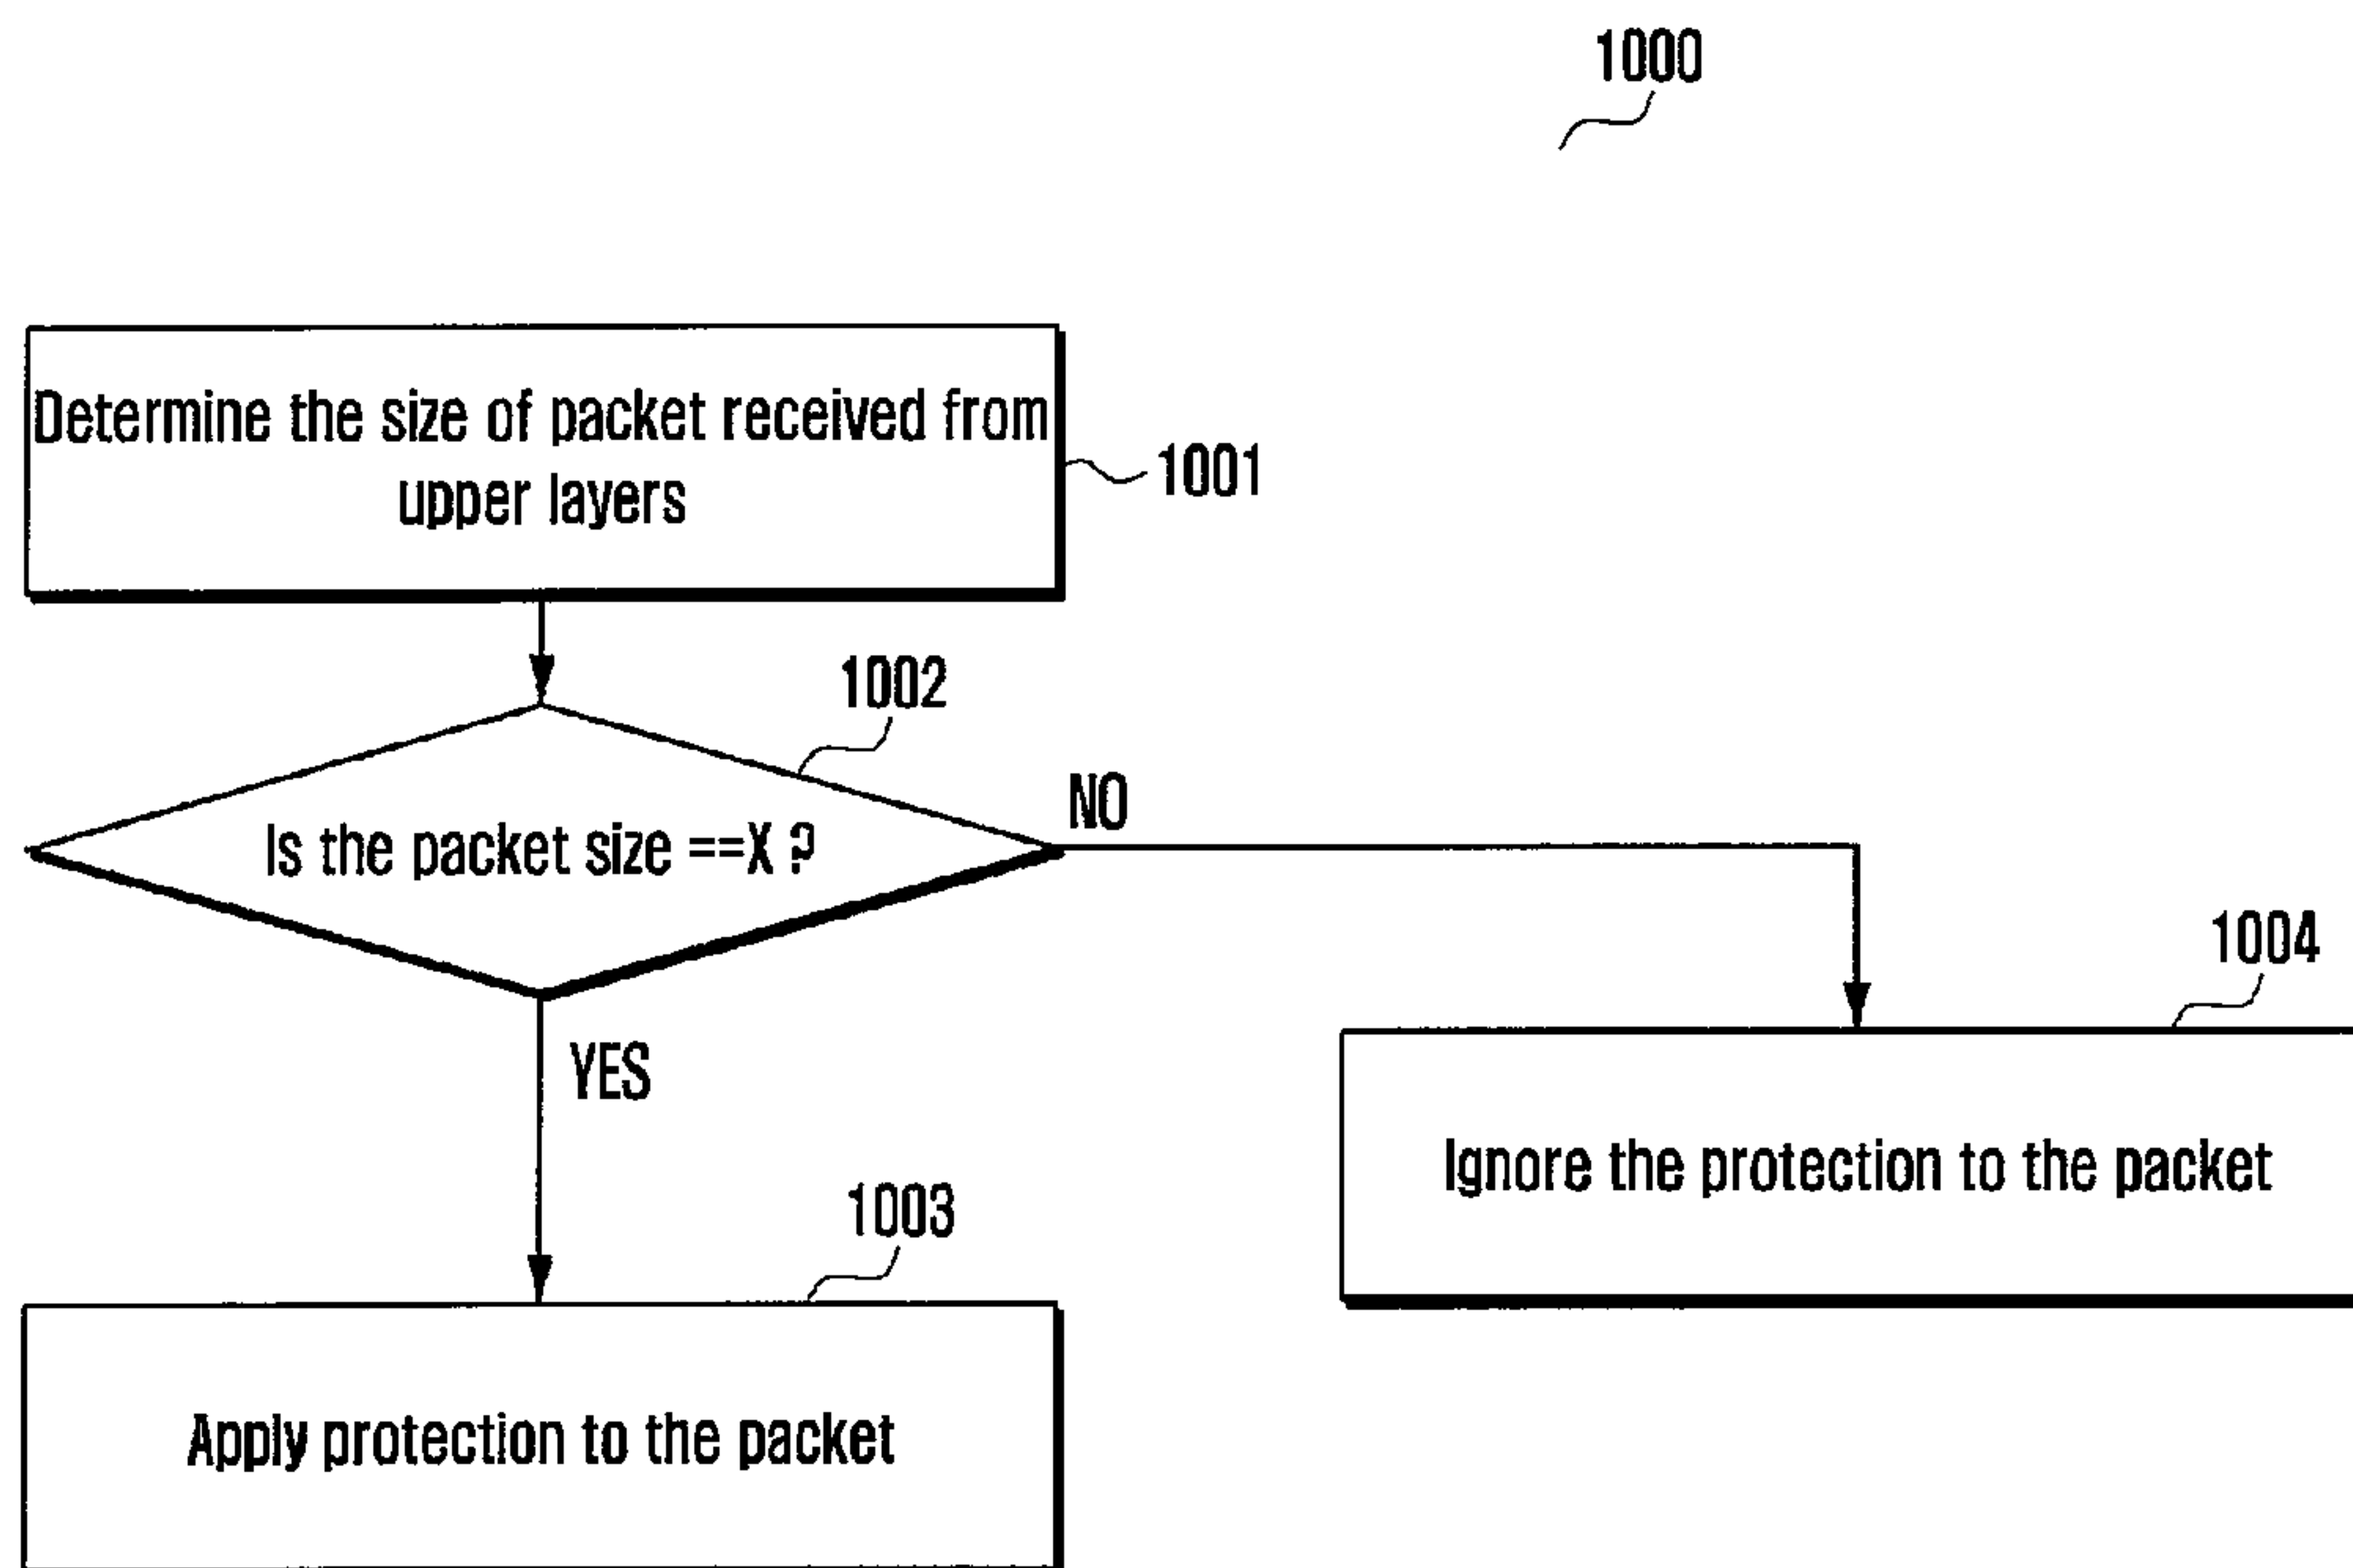 1000
Determine the size of packet received from
upper layers
1001
1002
Is the packet size ==X ?
NO
YES
1004
Ignore the protection to the packet
1003
Apply protection to the packet